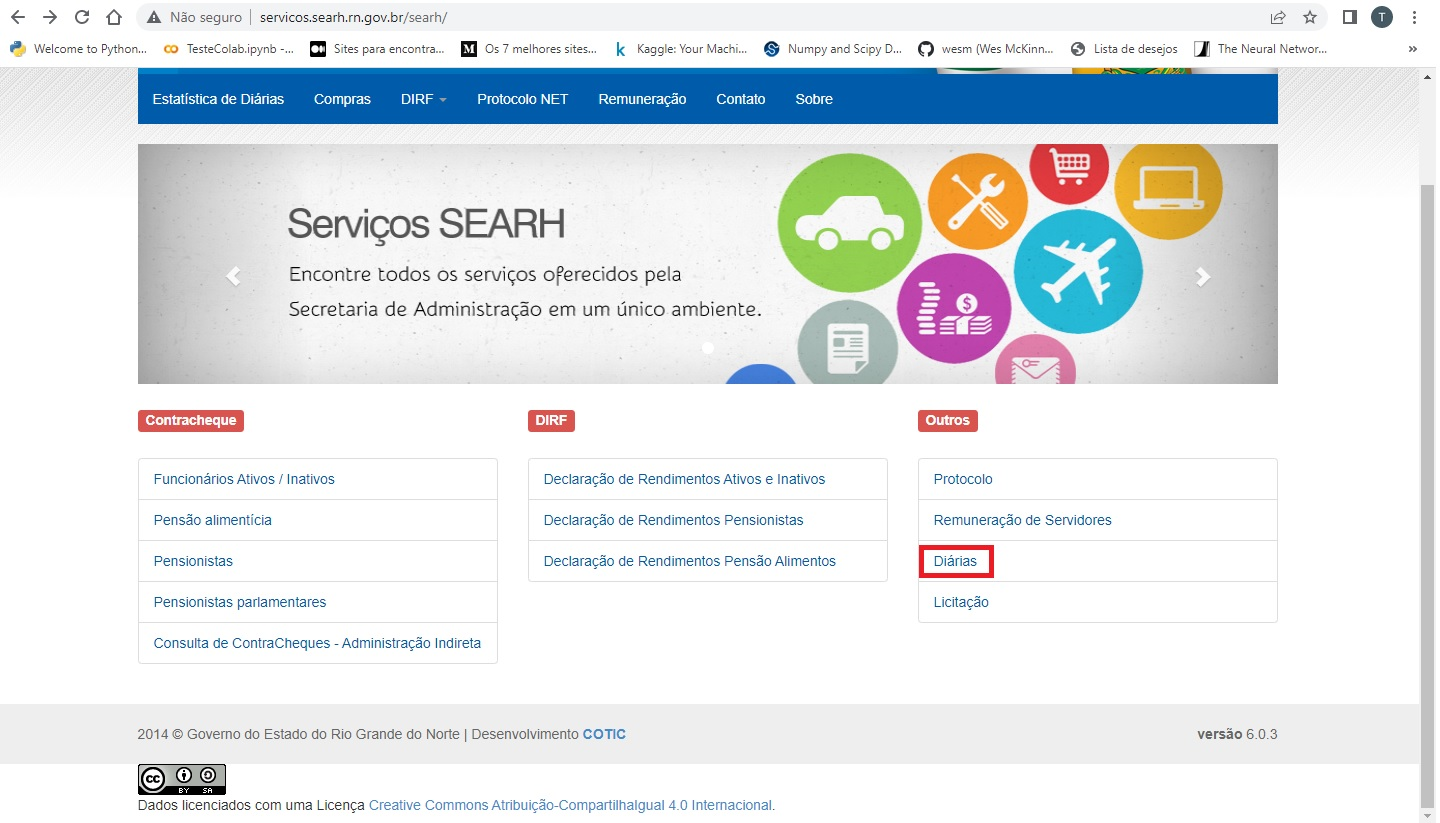 Não seguro | servicos.searh.rn.gov.br/searh/
T
Welcome to Python... TesteColab.ipynb -... Sites para encontra... Os 7 melhores sites... Kaggle: Your Machi... Numpy and Scipy D... wesm (Wes McKinn... Lista de desejos The Neural Networ... »
Estatística de Diárias Compras DIRF Protocolo NET Remuneração Contato Sobre
Serviços SEARH
Encontre todos os serviços oferecidos pela
Secretaria de Administração em um único ambiente.
Contracheque
Funcionários Ativos / Inativos
Pensão alimentícia
Pensionistas
Pensionistas parlamentares
Consulta de ContraCheques - Administração Indireta
DIRF
Declaração de Rendimentos Ativos e Inativos
Declaração de Rendimentos Pensionistas
Declaração de Rendimentos Pensão Alimentos
Outros
Protocolo
Remuneração de Servidores
Diárias
Licitação
2014 © Governo do Estado do Rio Grande do Norte | Desenvolvimento COTIC
versão 6.0.3
cc BY SA
Dados licenciados com uma Licença Creative Commons Atribuição-CompartilhaIgual 4.0 Internacional.